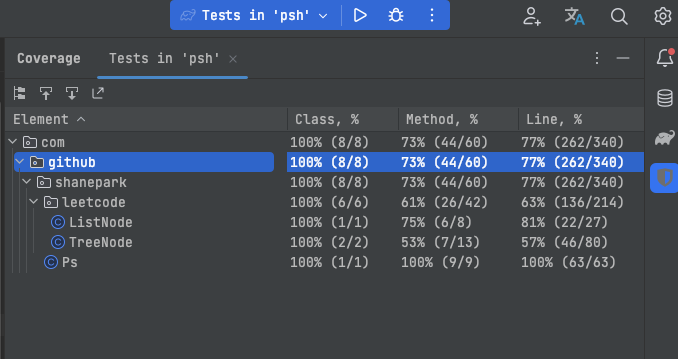 Tests in 'psh'
Coverage Tests in 'psh'
Element Class, % Method, % Line, %
com 100% (8/8) 73% (44/60) 77% (262/340)
github 100% (8/8) 73% (44/60) 77% (262/340)
shanepark 100% (8/8) 73% (44/60) 77% (262/340)
leetcode 100% (6/6) 61% (26/42) 63% (136/214)
ListNode 100% (1/1) 75% (6/8) 81% (22/27)
TreeNode 100% (2/2) 53% (7/13) 57% (46/80)
Ps 100% (1/1) 100% (9/9) 100% (63/63)